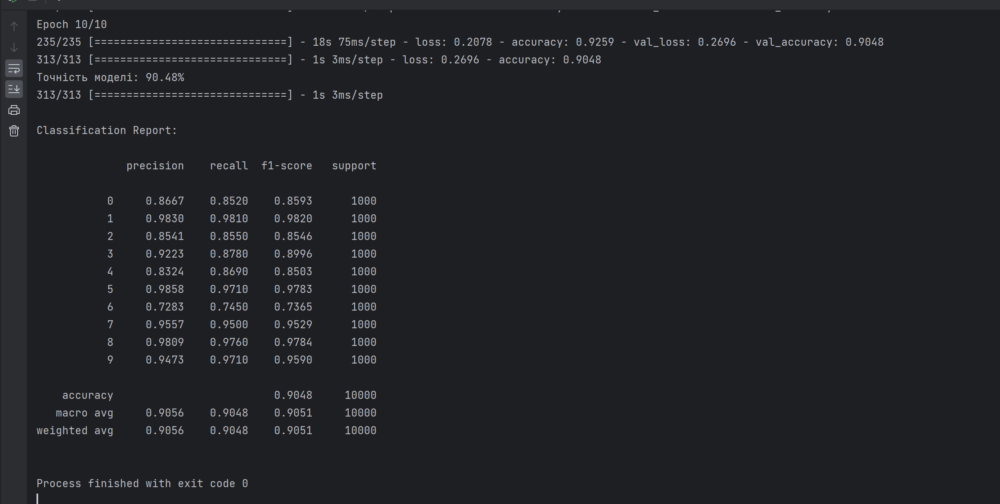 Epoch 10/10
235/235 [==============================] - 18s 75ms/step - loss: 0.2078 - accuracy: 0.9259 - val_loss: 0.2696 - val_accuracy: 0.9048
313/313 [==============================] - 1s 3ms/step - loss: 0.2696 - accuracy: 0.9048
Точність моделі: 90.48%
313/313 [==============================] - 1s 3ms/step
Classification Report:
precision recall f1-score support
0 0.8667 0.8520 0.8593 1000
1 0.9830 0.9810 0.9820 1000
2 0.8541 0.8550 0.8546 1000
3 0.9223 0.8780 0.8996 1000
4 0.8324 0.8690 0.8503 1000
5 0.9858 0.9710 0.9783 1000
6 0.7283 0.7450 0.7365 1000
7 0.9557 0.9500 0.9529 1000
8 0.9809 0.9760 0.9784 1000
9 0.9473 0.9710 0.9590 1000
accuracy 0.9048 10000
macro avg 0.9056 0.9048 0.9051 10000
weighted avg 0.9056 0.9048 0.9051 10000
Process finished with exit code 0